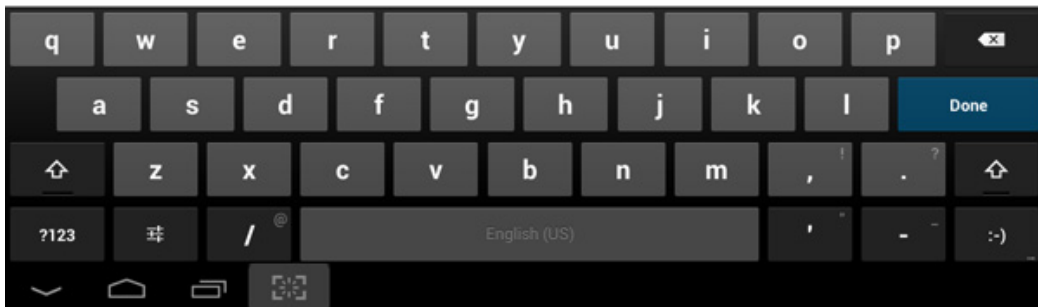 q w e r t y u i o p
a s d f g h j k l Done
z x c v b n m , ! . ?
?123 / @ English (US) ' " - _ :-)